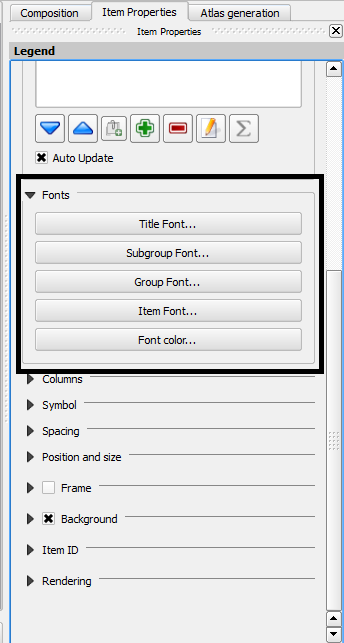 Composition Item Properties Atlas generation
Item Properties
Legend
Auto Update
Fonts
Title Font...
Subgroup Font...
Group Font...
Item Font...
Font color...
Columns
Symbol
Spacing
Position and size
Frame
Background
Item ID
Rendering